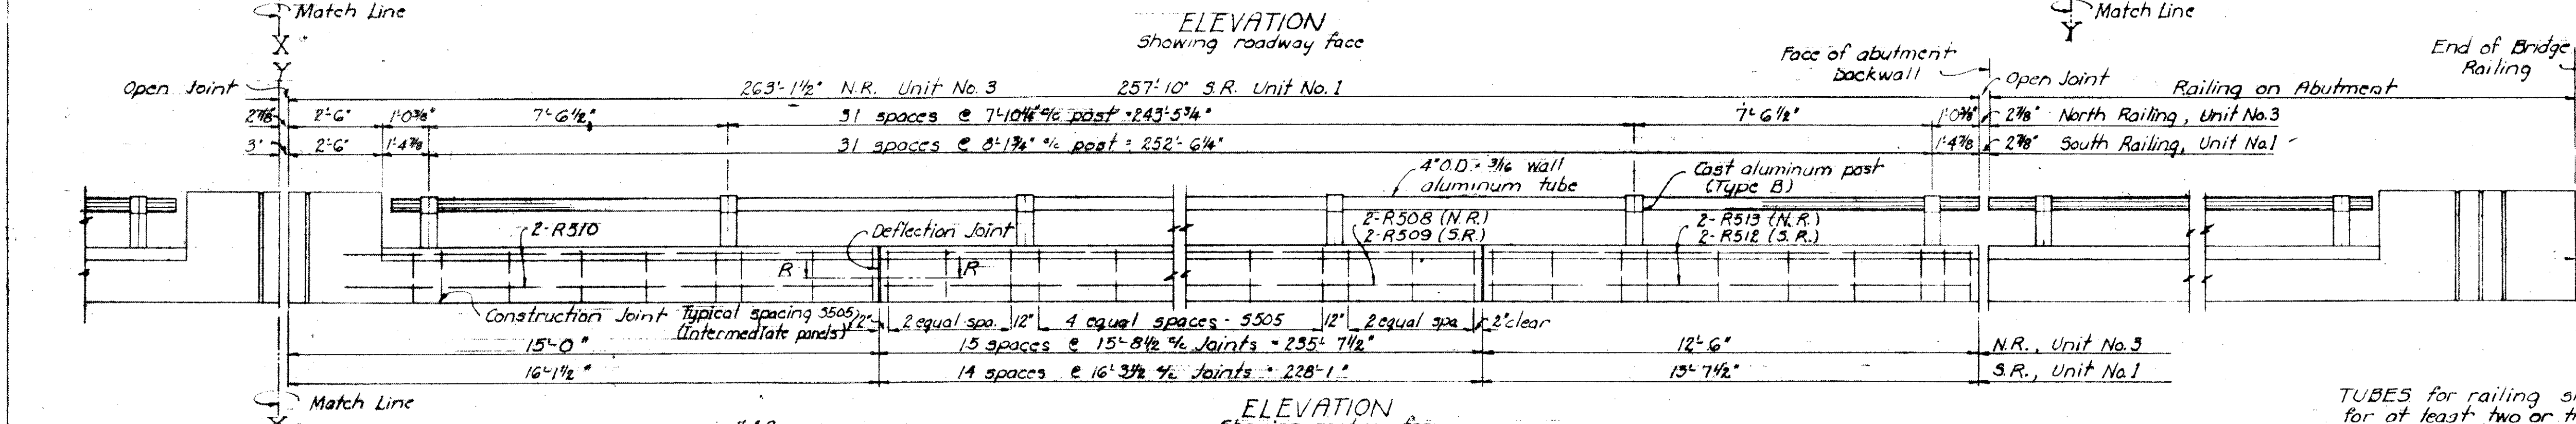 Match Line
X
Y
ELEVATION
Showing roadway face
Match Line
Y
Face of abutment
backwall
End of Bridge
Railing
Open Joint
263'-1½" N.R. Unit No. 3
257'-10" S.R. Unit No. 1
Open Joint
Railing on Abutment
2⅞" 2'-6" 1'-0⅜" 7'-6½" 31 spaces @ 7'-10¼" c/c post = 243'-5¾" 7'-6½" 1'-0⅜" 2⅞" North Railing, Unit No. 3
3" 2'-6" 1'-4⅞ 31 spaces @ 8'-1¾" c/c post = 252'-6¼" 1'-4⅞ 2⅞" South Railing, Unit No.1
4" O.D. - 3/16 wall
aluminum tube
Cast aluminum post
(Type B)
2-R510
Deflection Joint
2-R508 (N.R.)
2-R509 (S.R.)
2-R513 (N.R.)
2-R512 (S.R.)
R R
Construction Joint
Typical spacing S505
(Intermediate panels)
2" 2 equal spa. 12" 4 equal spaces - S505 12" 2 equal spa 2" clear
15'-0" 15 spaces @ 15'-8½ c/c Joints = 235'-7½" 12'-6" N.R., Unit No. 3
16'-1½" 14 spaces @ 16'-3½ c/c Joints = 228'-1" 13'-7½" S.R., Unit No.1
Match Line
ELEVATION
TUBES for railing
for at least two or